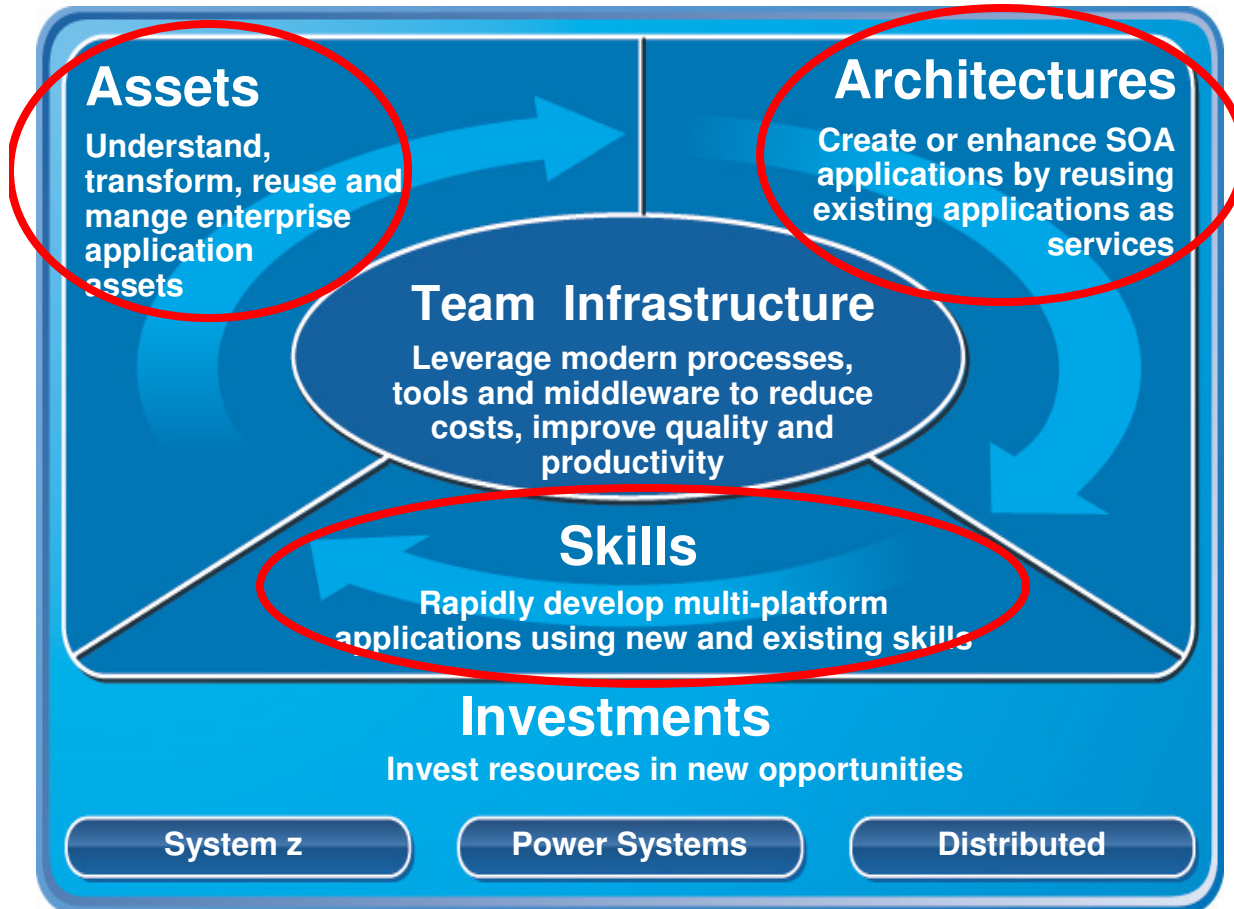 Assets
Understand,
transform, reuse and
mange enterprise
application
assets
Architectures
Create or enhance SOA
applications by reusing
existing applications as
services
Team Infrastructure
Leverage modern processes,
tools and middleware to reduce
costs, improve quality and
productivity
Skills
Rapidly develop multi-platform
applications using new and existing skills
Investments
Invest resources in new opportunities
System z
Power Systems
Distributed